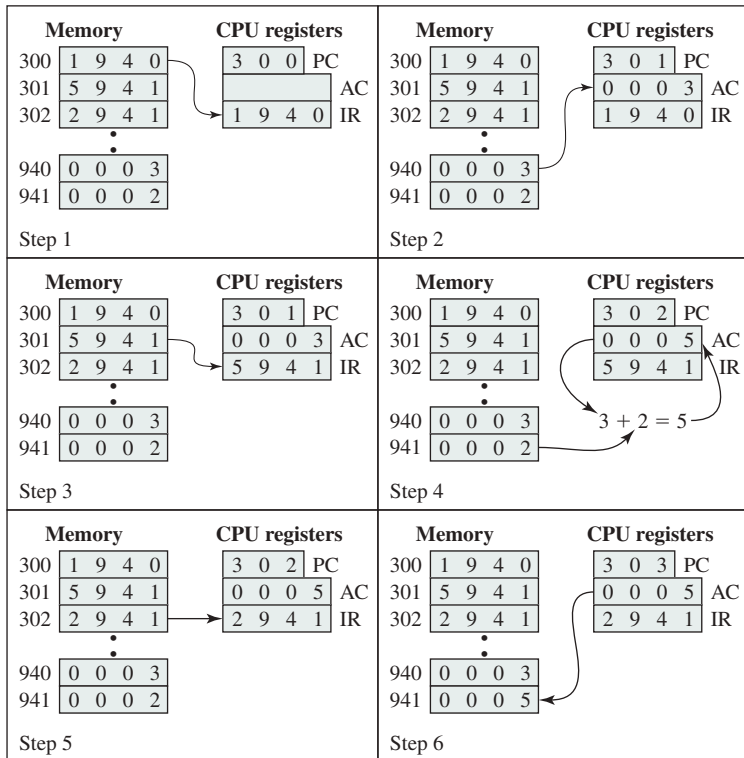 Memory CPU registers
300 1 9 4 0 3 0 0 PC
301 5 9 4 1 AC
302 2 9 4 1 1 9 4 0 IR
940 0 0 0 3
941 0 0 0 2
Step 1
Memory CPU registers
300 1 9 4 0 3 0 1 PC
301 5 9 4 1 0 0 0 3 AC
302 2 9 4 1 1 9 4 0 IR
940 0 0 0 3
941 0 0 0 2
Step 2
Memory CPU registers
300 1 9 4 0 3 0 1 PC
301 5 9 4 1 0 0 0 3 AC
302 2 9 4 1 5 9 4 1 IR
940 0 0 0 3
941 0 0 0 2
Step 3
Memory CPU registers
300 1 9 4 0 3 0 2 PC
301 5 9 4 1 0 0 0 5 AC
302 2 9 4 1 5 9 4 1 IR
940 0 0 0 3 3 + 2 = 5
941 0 0 0 2
Step 4
Memory CPU registers
300 1 9 4 0 3 0 2 PC
301 5 9 4 1 0 0 0 5 AC
302 2 9 4 1 2 9 4 1 IR
940 0 0 0 3
941 0 0 0 2
Step 5
Memory CPU registers
300 1 9 4 0 3 0 3 PC
301 5 9 4 1 0 0 0 5 AC
302 2 9 4 1 2 9 4 1 IR
940 0 0 0 3
941 0 0 0 5
Step 6